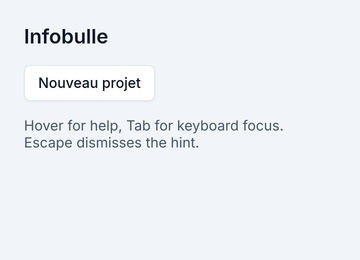 Infobulle
Nouveau projet
Hover for help, Tab for keyboard focus.
Escape dismisses the hint.